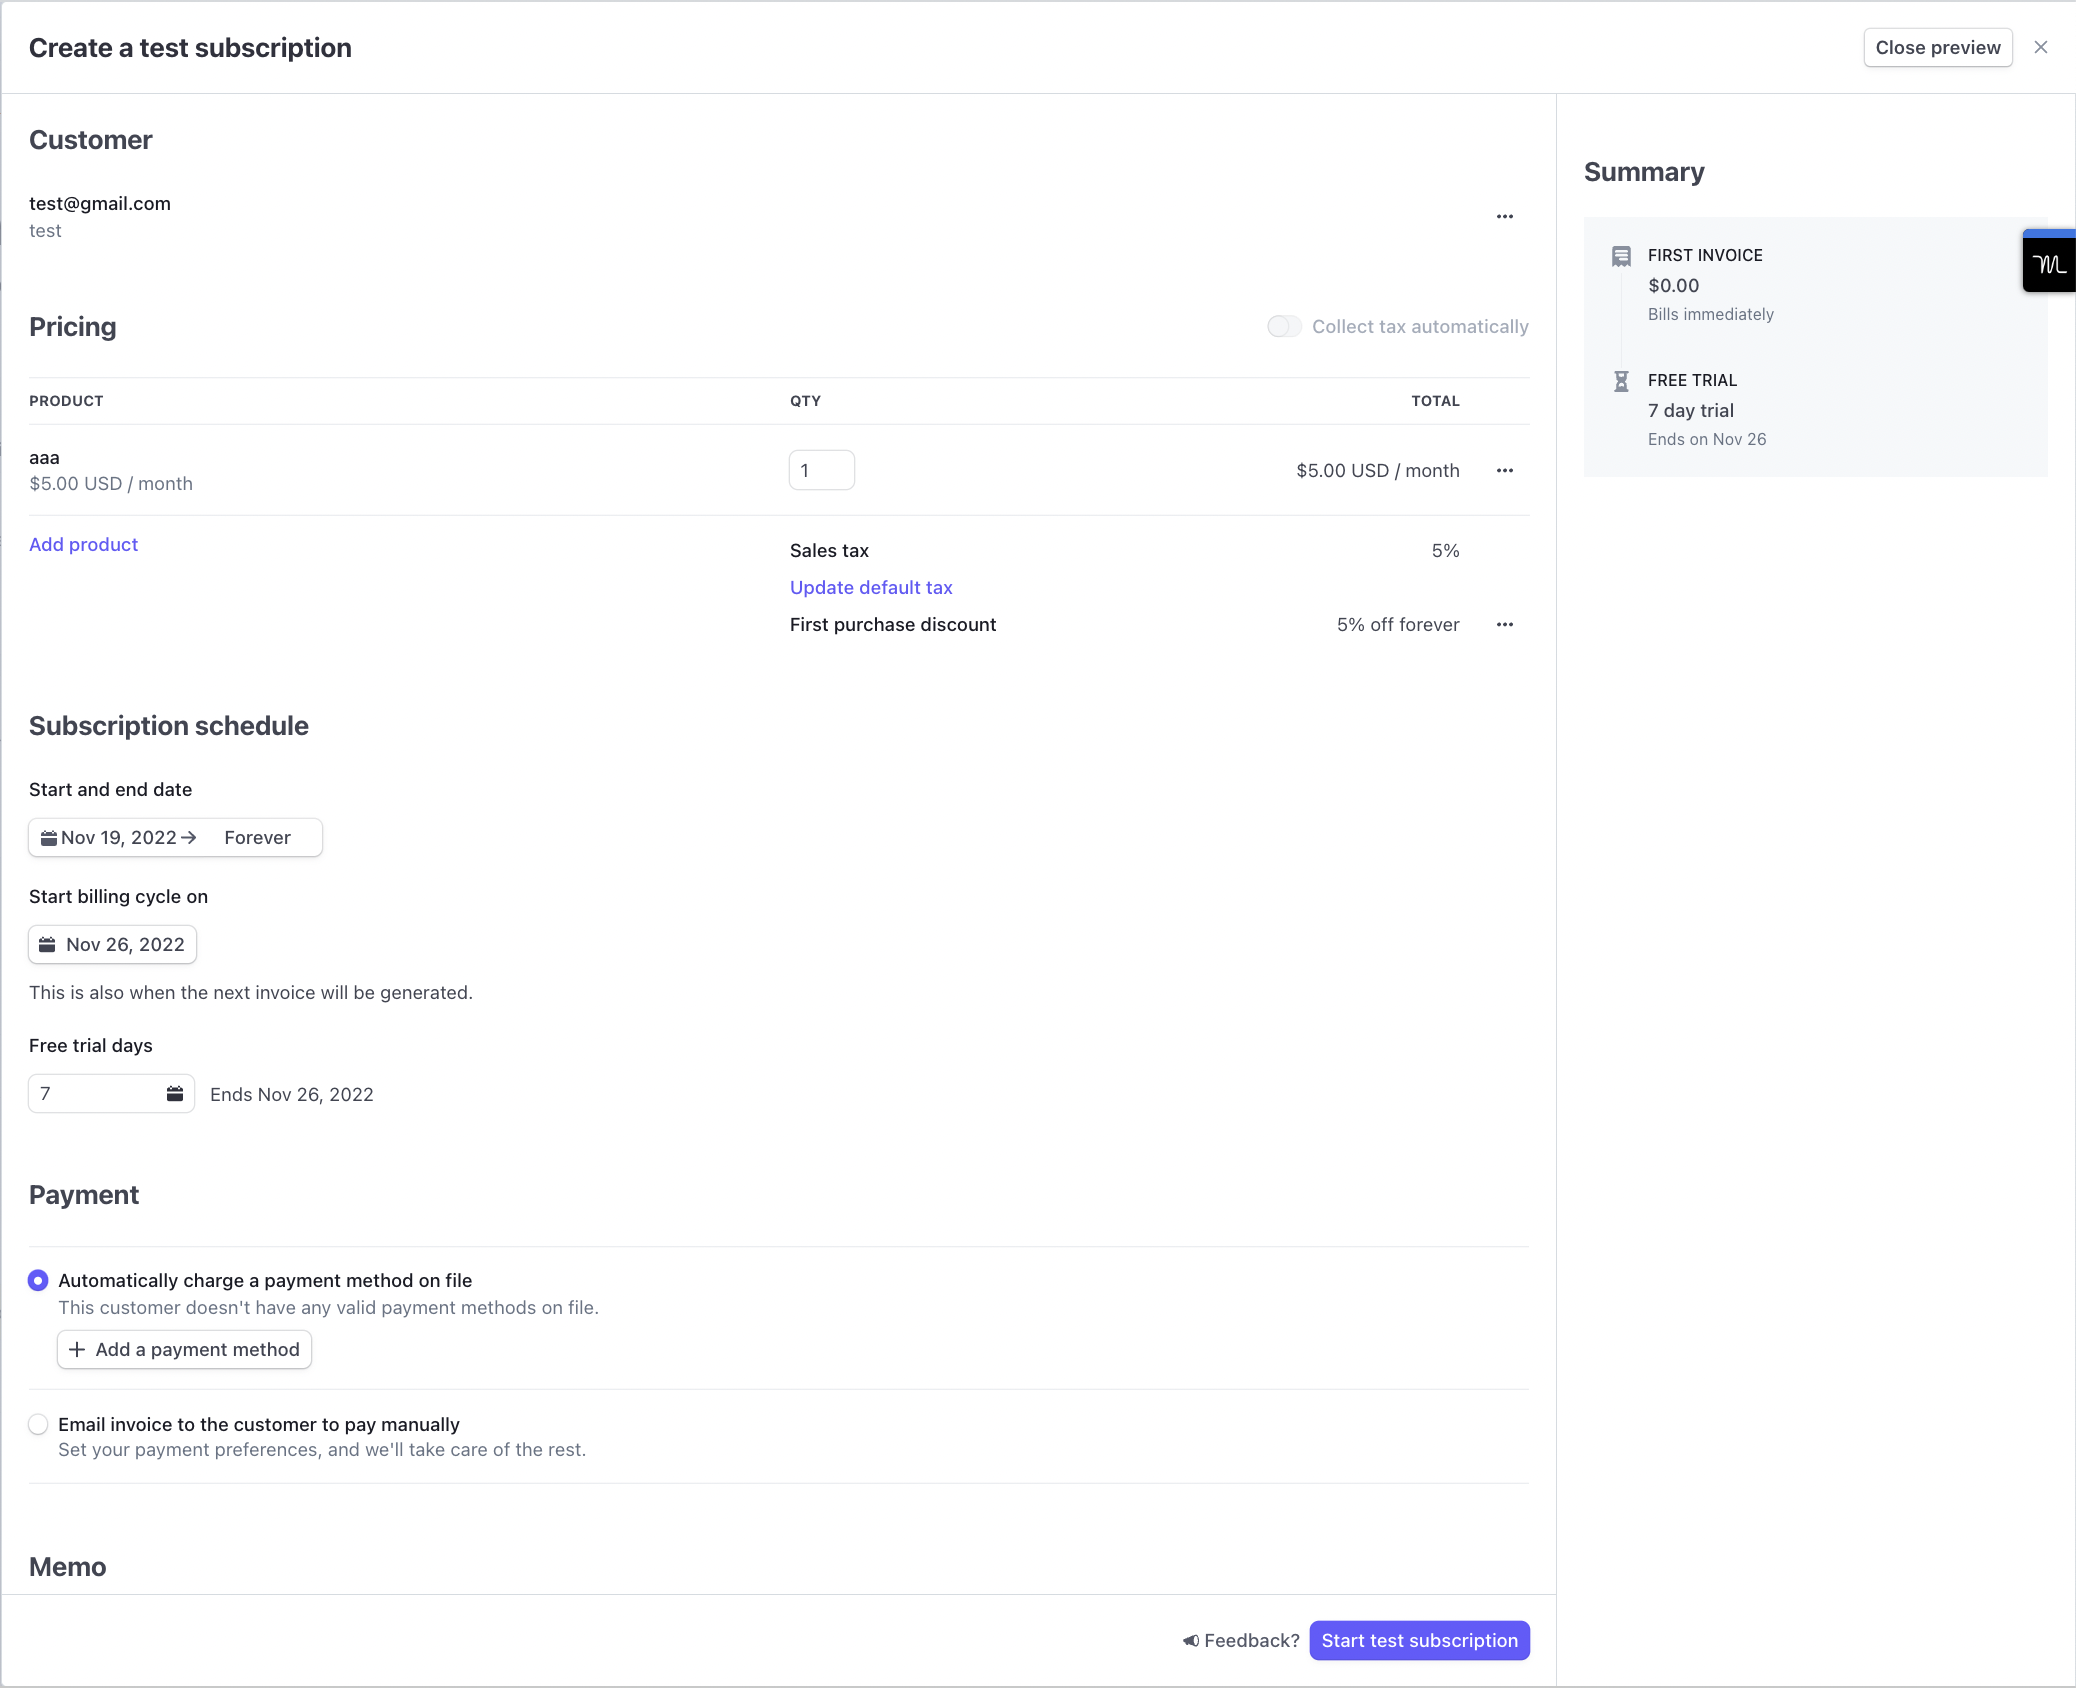 Create a test subscription
Close preview
Customer
test@gmail.com
test
Pricing
Collect tax automatically
PRODUCT QTY TOTAL
aaa
$5.00 USD / month
1
$5.00 USD / month
Add product
Sales tax 5%
Update default tax
First purchase discount 5% off forever
Subscription schedule
Start and end date
Nov 19, 2022 → Forever
Start billing cycle on
Nov 26, 2022
This is also when the next invoice will be generated.
Free trial days
7
Ends Nov 26, 2022
Payment
Automatically charge a payment method on file
This customer doesn't have any valid payment methods on file.
+ Add a payment method
Email invoice to the customer to pay manually
Set your payment preferences, and we'll take care of the rest.
Memo
Feedback?
Start test subscription
Summary
FIRST INVOICE
$0.00
Bills immediately
FREE TRIAL
7 day trial
Ends on Nov 26